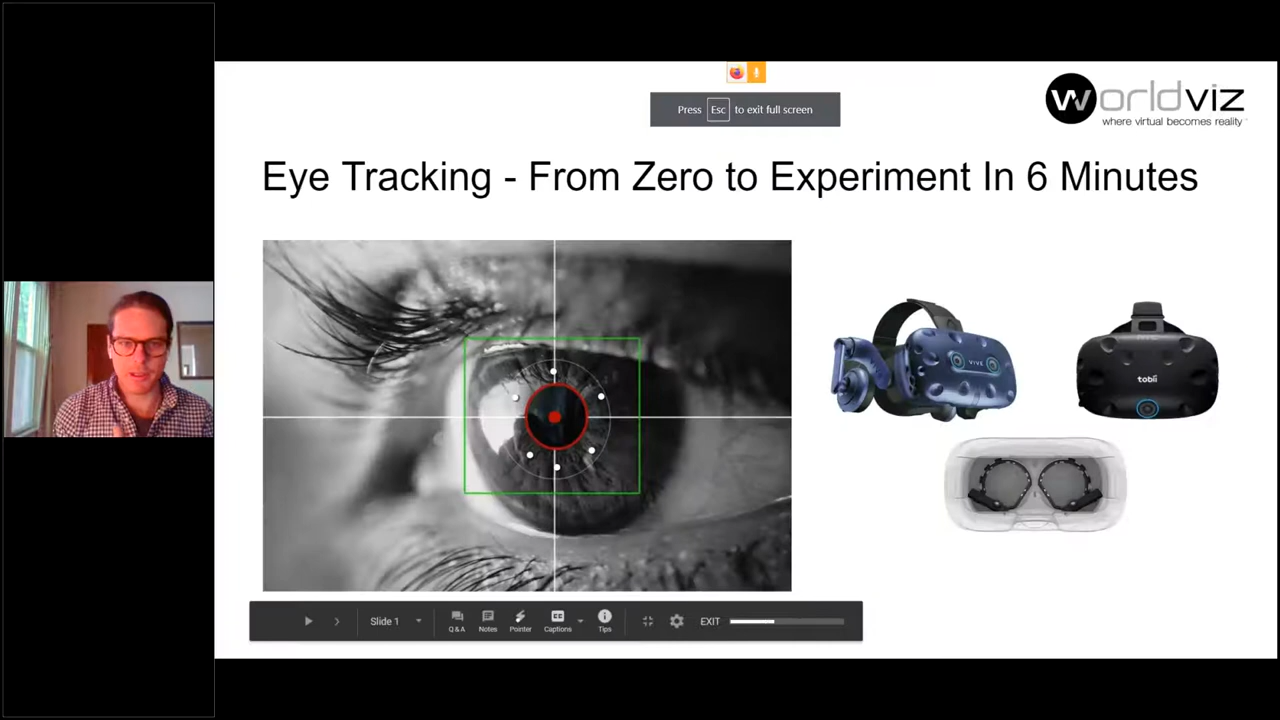 worldviz
where virtual becomes reality
Press Esc to exit full screen
Eye Tracking - From Zero to Experiment In 6 Minutes
VIVE
tobii
Slide 1
Q&A
Notes
Pointer
CC
Captions
Tips
EXIT